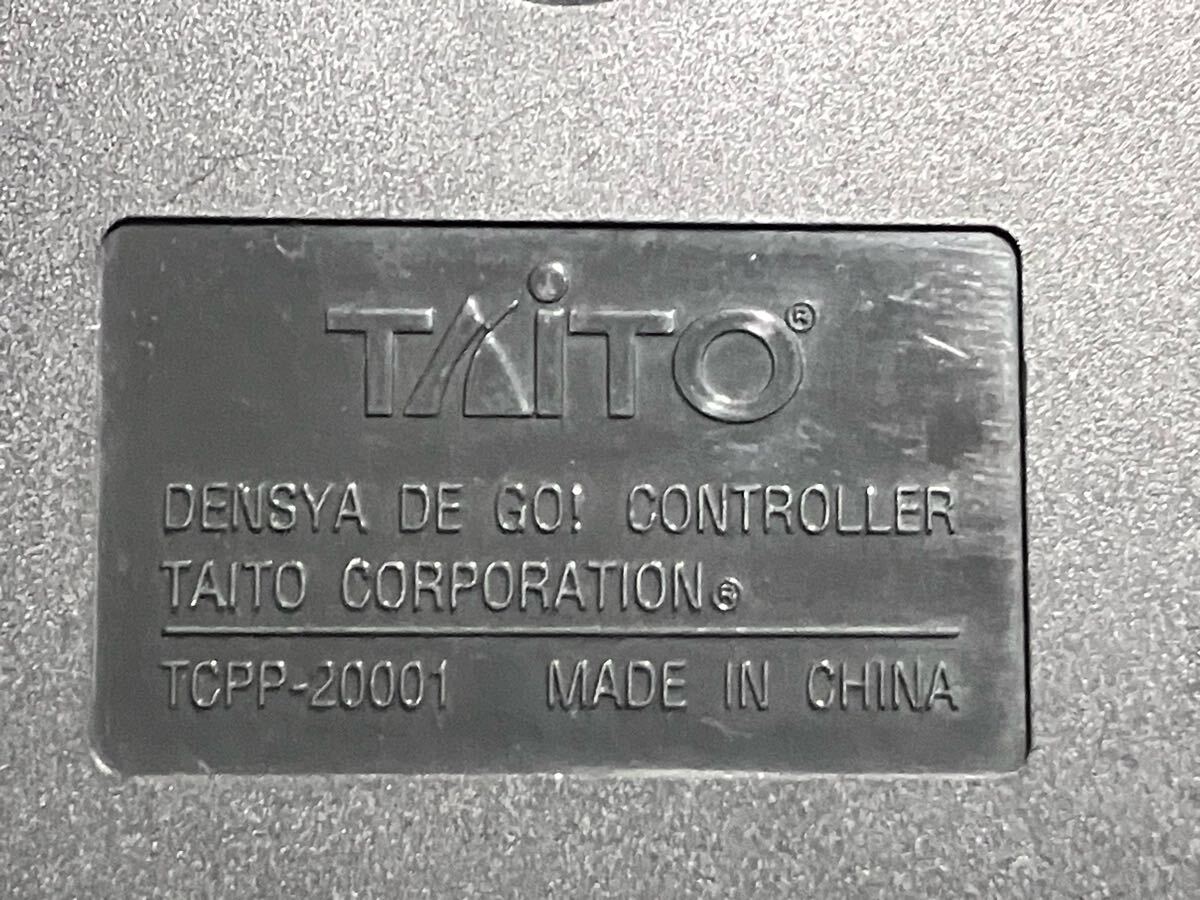 TAiTO®
DENSYA DE GO! CONTROLLER
TAITO CORPORATION®
TCPP-20001 MADE IN CHINA